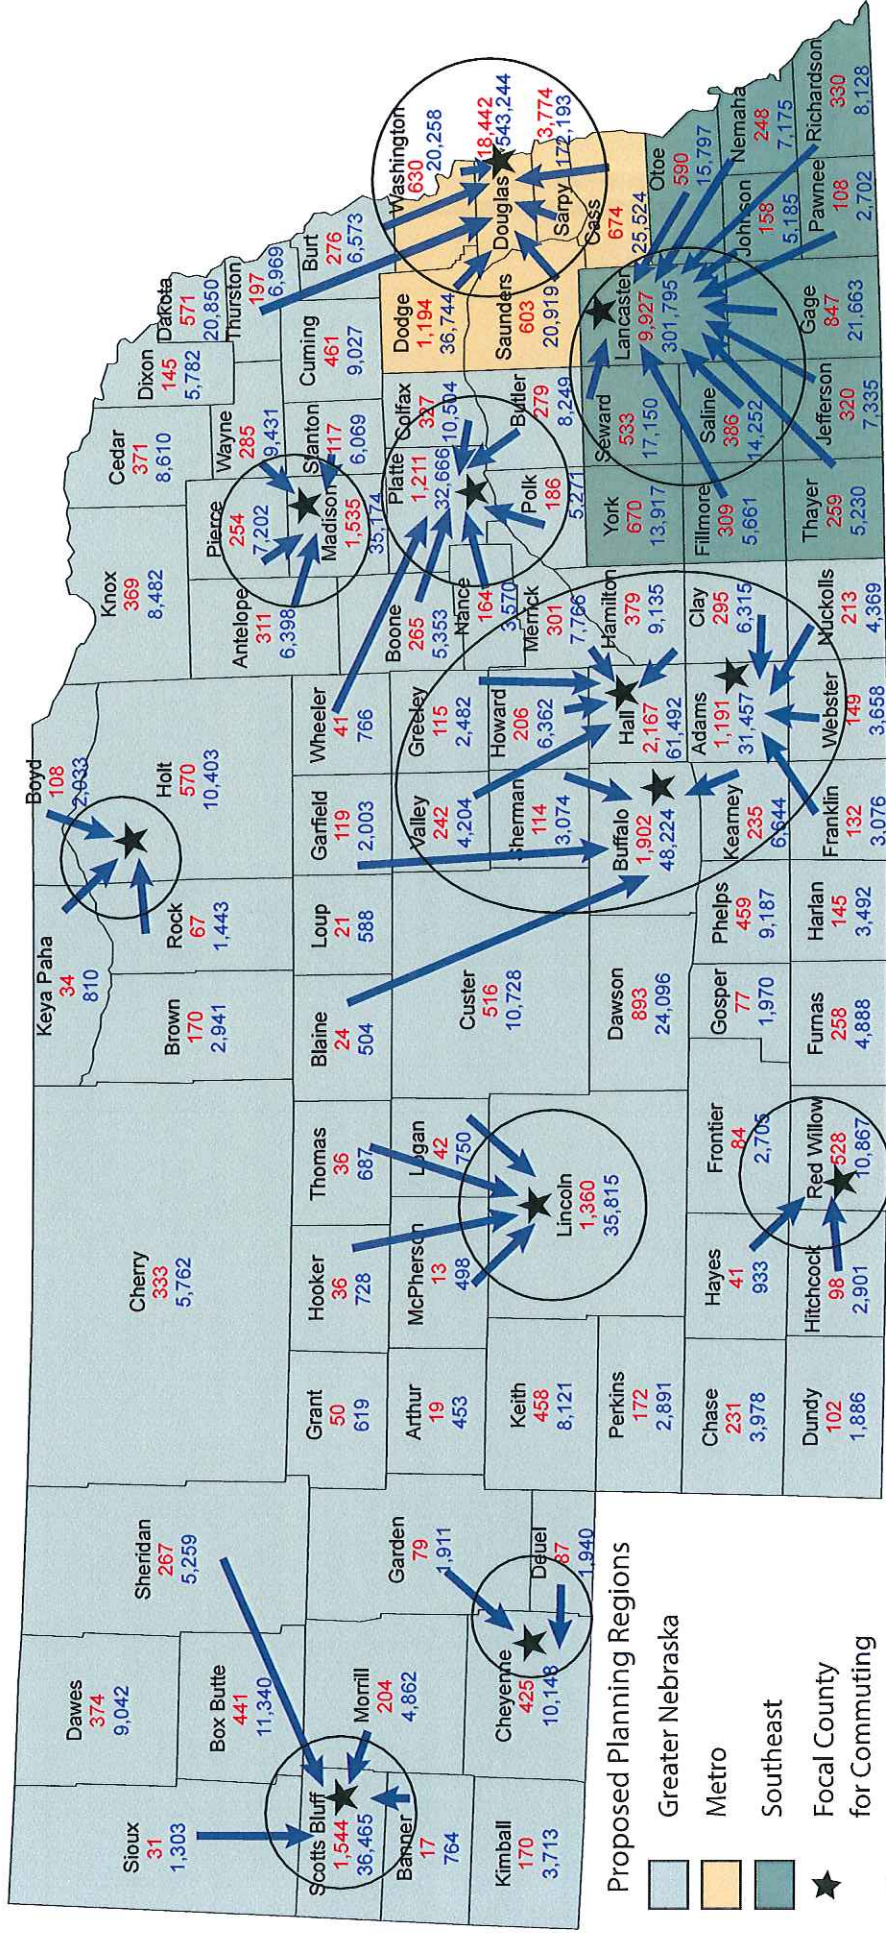 Sioux
31
1,303
Dawes
374
9,042
Sheridan
267
5,259
Box Butte
441
11,340
Scotts Bluff
1,544
36,465
Morrill
204
4,862
Banner
17
764
Kimball
170
3,713
Cheyenne
425
10,148
Garden
79
1,911
Deuel
87
1,940
Cherry
333
5,762
Grant
50
619
Hooker
36
728
Thomas
36
687
Arthur
19
453
McPherson
13
498
Logan
42
750
Keith
458
8,121
Lincoln
1,360
35,815
Perkins
172
2,891
Chase
231
3,978
Hayes
41
933
Frontier
84
2,705
Dundy
102
1,886
Hitchcock
98
2,901
Red Willow
528
10,867
Keya Paha
34
810
Boyd
108
2,033
Brown
170
2,941
Rock
67
1,443
Holt
570
10,403
Blaine
24
504
Loup
21
588
Garfield
119
2,003
Wheeler
41
766
Custer
516
10,728
Valley
242
4,204
Greeley
115
2,482
Sherman
114
3,074
Howard
206
6,362
Dawson
893
24,096
Buffalo
1,902
48,224
Hall
2,167
61,492
Merrick
301
7,766
Hamilton
379
9,135
Gosper
77
1,970
Phelps
459
9,187
Kearney
235
6,644
Adams
1,191
31,457
Clay
295
6,315
Furnas
258
4,888
Harlan
145
3,492
Franklin
132
3,076
Webster
149
3,658
Nuckolls
213
4,369
Knox
369
8,482
Cedar
371
8,610
Dixon
145
5,782
Dakota
571
20,850
Antelope
311
6,398
Pierce
254
7,202
Wayne
285
9,431
Thurston
197
6,969
Madison
1,535
35,174
Stanton
117
6,069
Cuming
461
9,027
Burt
276
6,573
Boone
265
5,353
Nance
164
3,570
Platte
1,211
32,666
Colfax
327
10,504
Dodge
1,194
36,744
Washington
630
20,258
Polk
186
5,271
Butler
279
8,249
Saunders
603
20,919
Douglas
18,442
543,244
Sarpy
3,774
172,193
Cass
674
25,524
York
670
13,917
Seward
533
17,150
Lancaster
9,927
301,795
Otoe
590
15,797
Fillmore
309
5,661
Saline
386
14,252
Thayer
259
5,230
Jefferson
320
7,335
Gage
847
21,663
Johnson
158
5,185
Nemaha
248
7,175
Pawnee
108
2,702
Richardson
330
8,128
Proposed Planning Regions
Greater Nebraska
Metro
Southeast
Focal County
for Commuting